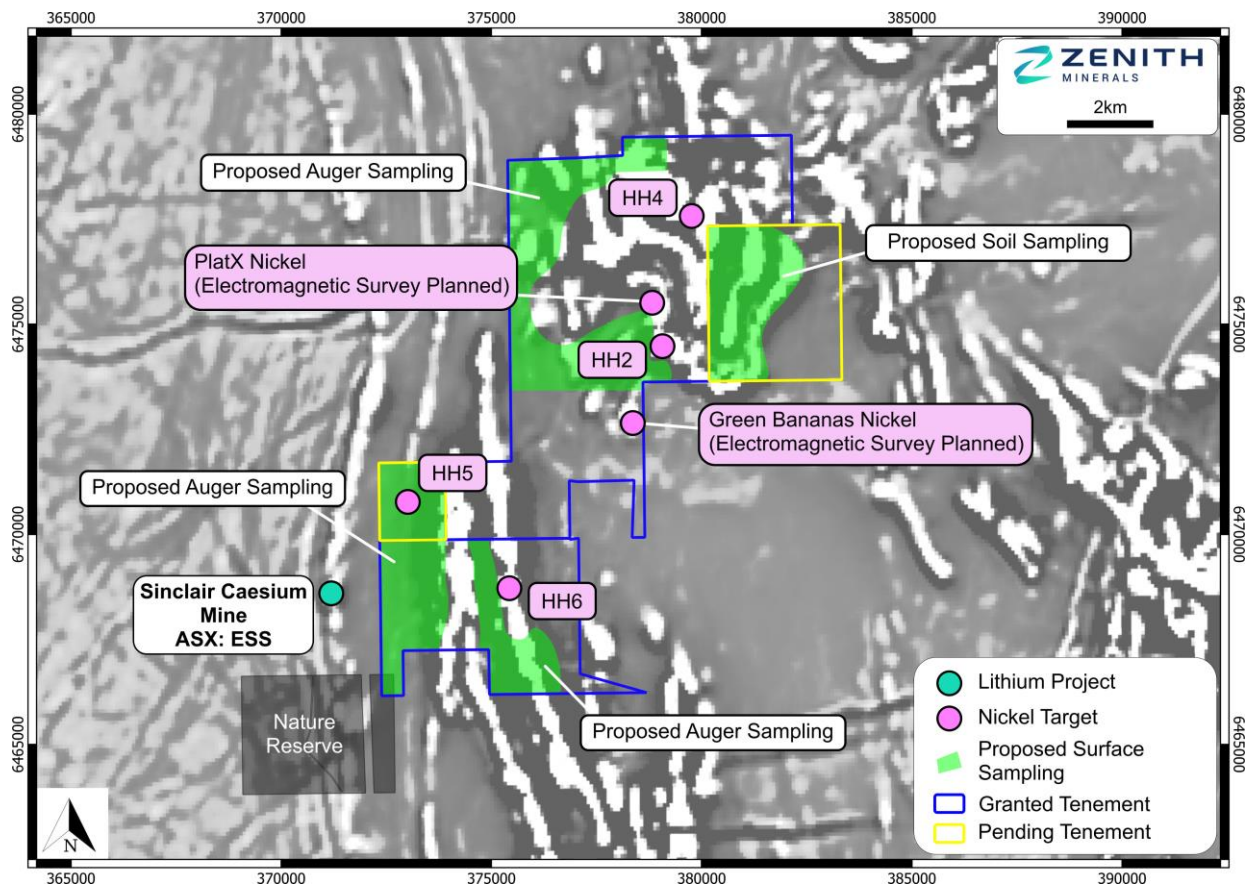 365000
370000
375000
380000
385000
390000
ZENITH
MINERALS
2km
6480000
6480000
Proposed Auger Sampling
HH4
Proposed Soil Sampling
PlatX Nickel
(Electromagnetic Survey Planned)
6475000
6475000
HH2
Green Bananas Nickel
(Electromagnetic Survey Planned)
Proposed Auger Sampling
HH5
6470000
6470000
Sinclair Caesium
Mine
ASX: ESS
HH6
Nature
Reserve
Proposed Auger Sampling
6465000
6465000
Lithium Project
Nickel Target
Proposed Surface
Sampling
Granted Tenement
Pending Tenement
N
365000
370000
375000
380000
385000
390000